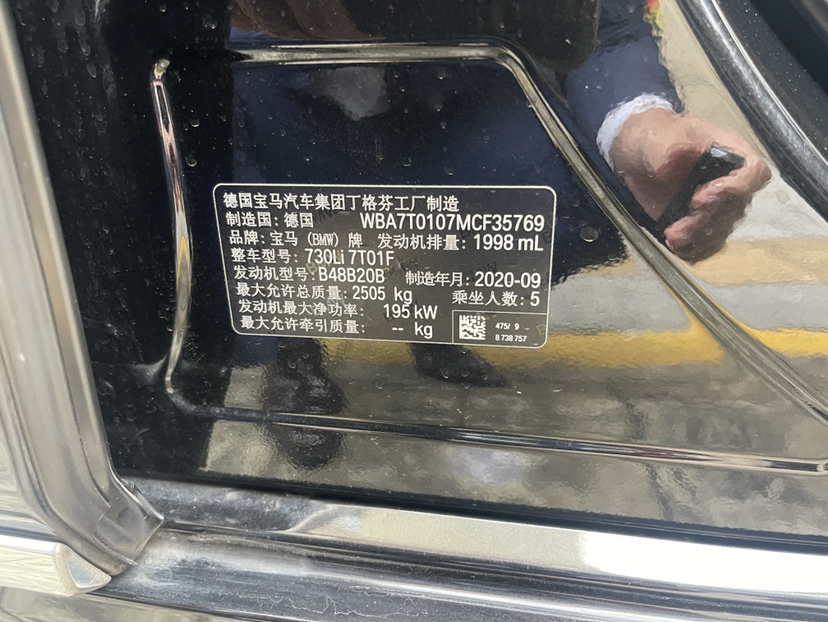 德国宝马汽车集团丁格芬工厂制造
制造国：德国 WBA7T0107MCF35769
品牌：宝马 (BMW) 牌 发动机排量：1998 mL
整车型号：730Li 7T01F
发动机型号：B48B20B 制造年月：2020-09
最大允许总质量：2505 kg 乘坐人数：5
发动机最大净功率： 195 kW
最大允许牵引质量： -- kg
475/ 9 _
8 738 757 _